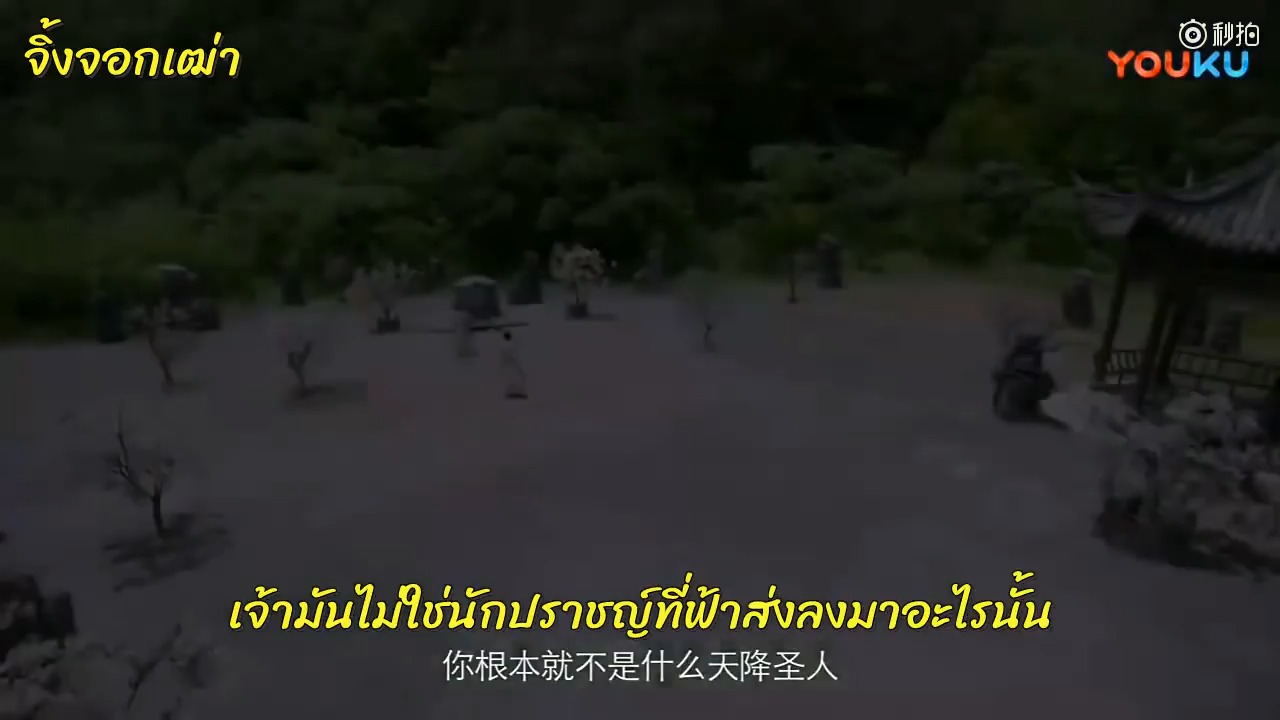 จิ้งจอกเฒ่า
秒拍
YOUKU
เจ้ามันไม่ใช่นักปราชญ์ที่ฟ้าส่งลงมาอะไรนั้น
你根本就不是什么天降圣人